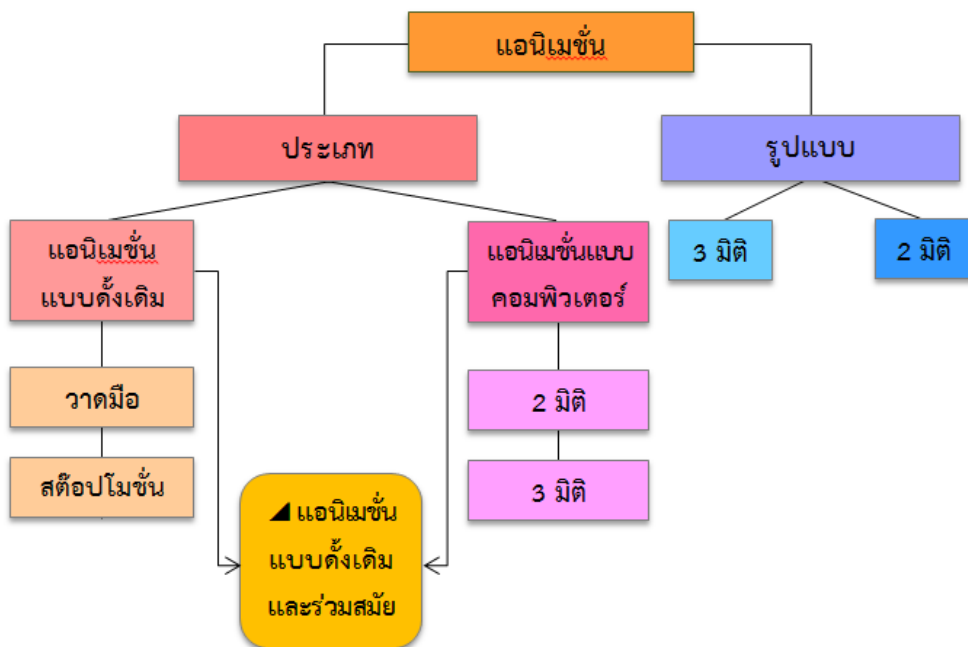 แอนิเมชั่น
ประเภท
รูปแบบ
แอนิเมชั่น
แบบดั้งเดิม
แอนิเมชั่นแบบ
คอมพิวเตอร์
3 มิติ
2 มิติ
วาดมือ
2 มิติ
สต๊อปโมชั่น
3 มิติ
◢ แอนิเมชั่น
แบบดั้งเดิม
และร่วมสมัย